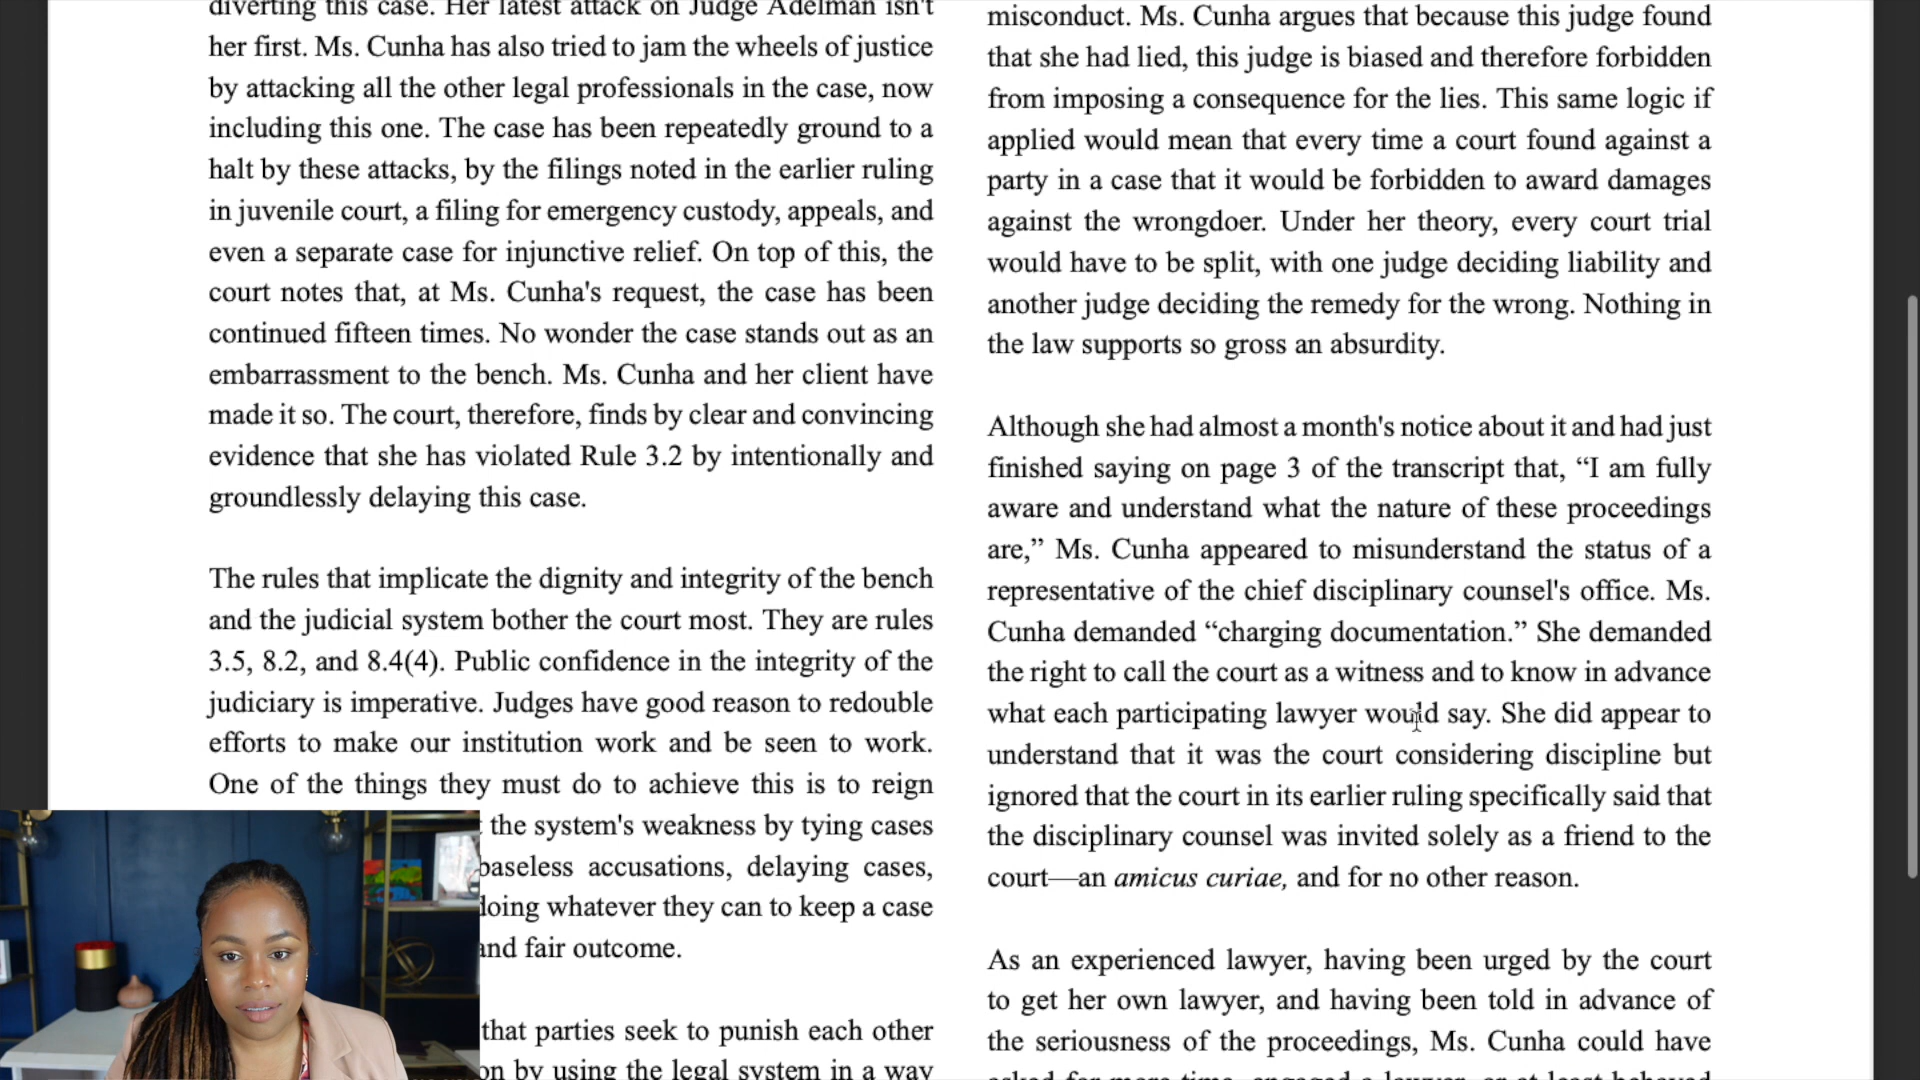 diverting this case. Her latest attack on Judge Adelman isn't
her first. Ms. Cunha has also tried to jam the wheels of justice
by attacking all the other legal professionals in the case, now
including this one. The case has been repeatedly ground to a
halt by these attacks, by the filings noted in the earlier ruling
in juvenile court, a filing for emergency custody, appeals, and
even a separate case for injunctive relief. On top of this, the
court notes that, at Ms. Cunha's request, the case has been
continued fifteen times. No wonder the case stands out as an
embarrassment to the bench. Ms. Cunha and her client have
made it so. The court, therefore, finds by clear and convincing
evidence that she has violated Rule 3.2 by intentionally and
groundlessly delaying this case.
The rules that implicate the dignity and integrity of the bench
and the judicial system bother the court most. They are rules
3.5, 8.2, and 8.4(4). Public confidence in the integrity of the
judiciary is imperative. Judges have good reason to redouble
efforts to make our institution work and be seen to work.
One of the things they must do to achieve this is to reign
the system's weakness by tying cases
baseless accusations, delaying cases,
doing whatever they can to keep a case
and fair outcome.
that parties seek to punish each other
on by using the legal system in a way
misconduct. Ms. Cunha argues that because this judge found
that she had lied, this judge is biased and therefore forbidden
from imposing a consequence for the lies. This same logic if
applied would mean that every time a court found against a
party in a case that it would be forbidden to award damages
against the wrongdoer. Under her theory, every court trial
would have to be split, with one judge deciding liability and
another judge deciding the remedy for the wrong. Nothing in
the law supports so gross an absurdity.
Although she had almost a month's notice about it and had just
finished saying on page 3 of the transcript that, “I am fully
aware and understand what the nature of these proceedings
are,” Ms. Cunha appeared to misunderstand the status of a
representative of the chief disciplinary counsel's office. Ms.
Cunha demanded “charging documentation.” She demanded
the right to call the court as a witness and to know in advance
what each participating lawyer would say. She did appear to
understand that it was the court considering discipline but
ignored that the court in its earlier ruling specifically said that
the disciplinary counsel was invited solely as a friend to the
court—an amicus curiae, and for no other reason.
As an experienced lawyer, having been urged by the court
to get her own lawyer, and having been told in advance of
the seriousness of the proceedings, Ms. Cunha could have